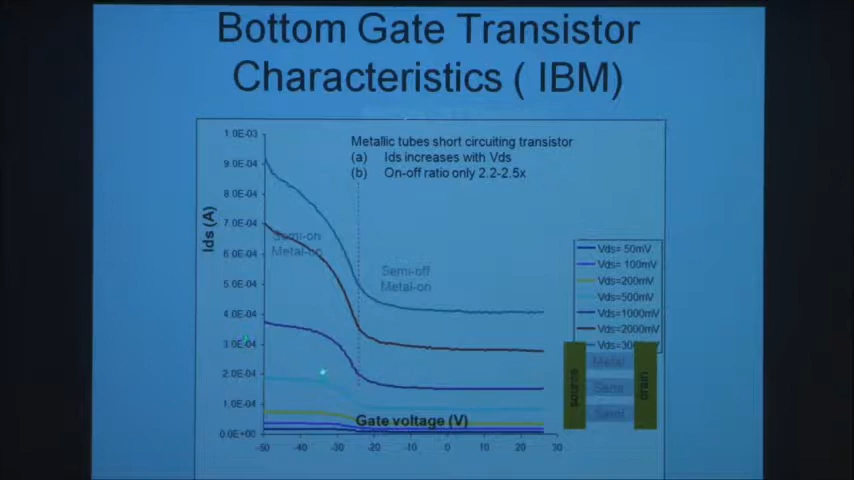 Bottom Gate Transistor
Characteristics ( IBM)
Metallic tubes short circuiting transistor
(a) Ids increases with Vds
(b) On-off ratio only 2.2-2.5x
1.0E-03
9.0E-04
8.0E-04
7.0E-04
6.0E-04
5.0E-04
4.0E-04
3.0E-04
2.0E-04
1.0E-04
0.0E+00
Ids (A)
Semi-on
Metal-on
Semi-off
Metal-on
Vds= 50mV
Vds= 100mV
Vds=200mV
Vds=500mV
Vds=1000mV
Vds=2000mV
source
Metal
Semi
Semi
drain
Gate voltage (V)
-50 -40 -30 -20 -10 0 10 20 30